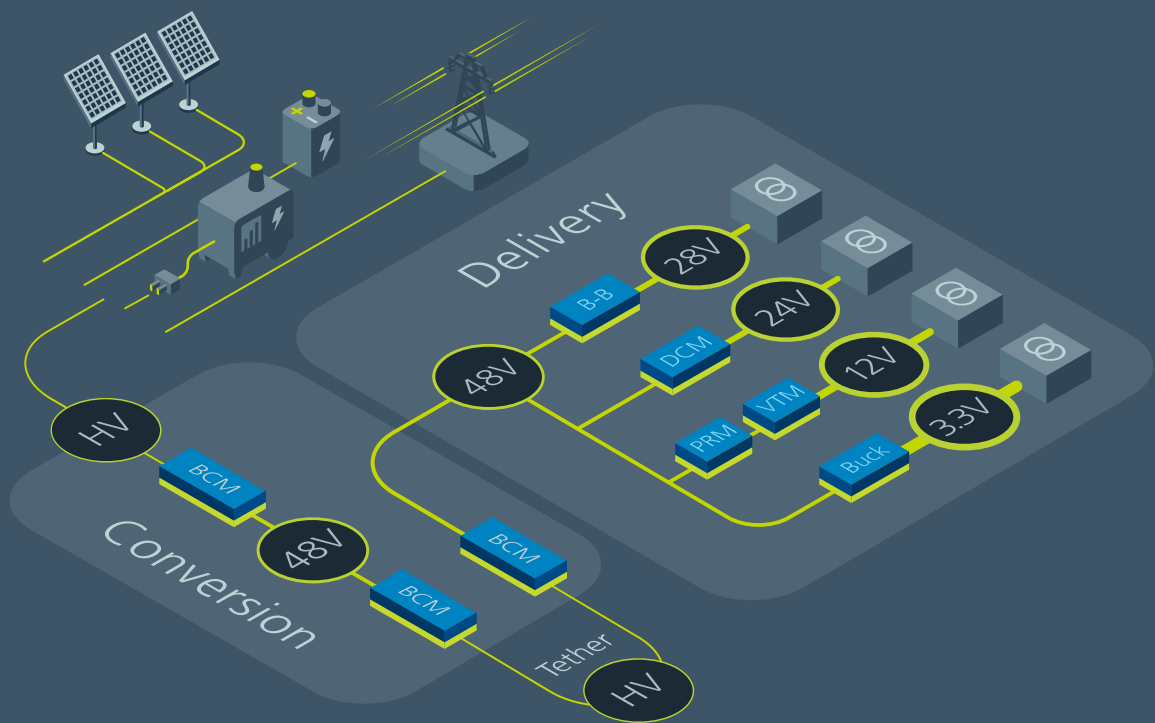 Delivery
28V
B-B
24V
DCM
48V
12V
VTM
PRM
3.3V
Buck
HV
BCM
48V
BCM
BCM
Conversion
Tether
HV